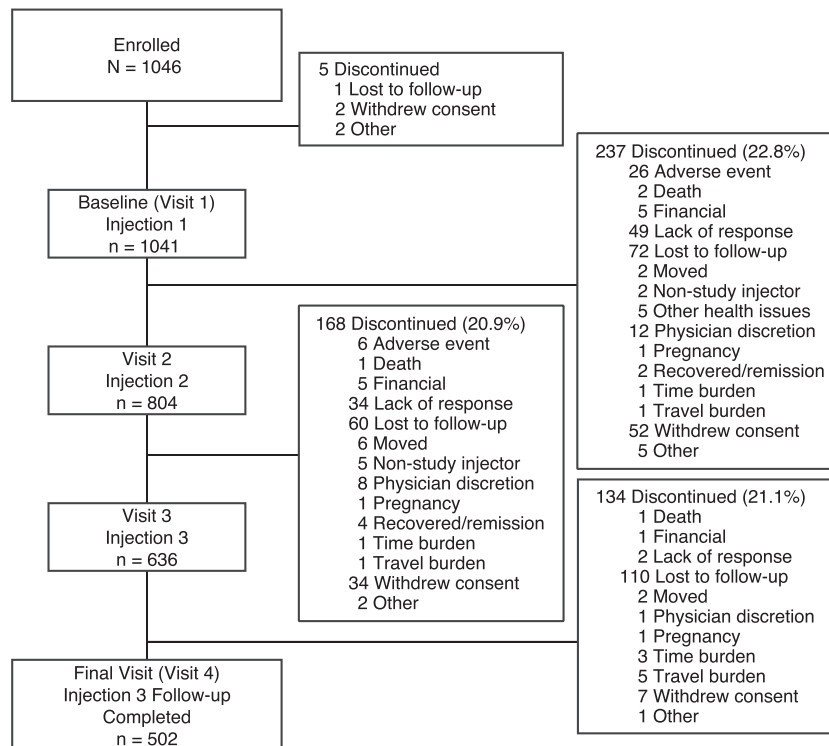 Enrolled
N = 1046
5 Discontinued
1 Lost to follow-up
2 Withdrew consent
2 Other
Baseline (Visit 1)
Injection 1
n = 1041
237 Discontinued (22.8%)
26 Adverse event
2 Death
5 Financial
49 Lack of response
72 Lost to follow-up
2 Moved
2 Non-study injector
5 Other health issues
12 Physician discretion
1 Pregnancy
2 Recovered/remission
1 Time burden
1 Travel burden
52 Withdrew consent
5 Other
Visit 2
Injection 2
n = 804
168 Discontinued (20.9%)
6 Adverse event
1 Death
5 Financial
34 Lack of response
60 Lost to follow-up
6 Moved
5 Non-study injector
8 Physician discretion
1 Pregnancy
4 Recovered/remission
1 Time burden
1 Travel burden
34 Withdrew consent
2 Other
Visit 3
Injection 3
n = 636
134 Discontinued (21.1%)
1 Death
1 Financial
2 Lack of response
110 Lost to follow-up
2 Moved
1 Physician discretion
1 Pregnancy
3 Time burden
5 Travel burden
7 Withdrew consent
1 Other
Final Visit (Visit 4)
Injection 3 Follow-up
Completed
n = 502